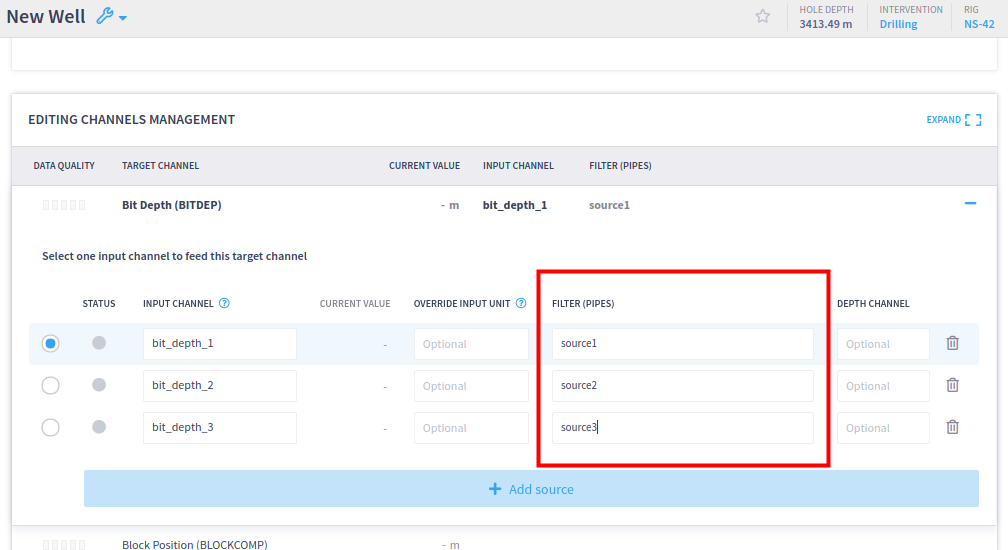 New Well
HOLE DEPTH
3413.49 m
INTERVENTION
Drilling
RIG
NS-42
EDITING CHANNELS MANAGEMENT
EXPAND
DATA QUALITY TARGET CHANNEL CURRENT VALUE INPUT CHANNEL FILTER (PIPES)
Bit Depth (BITDEP) - m bit_depth_1 source1
Select one input channel to feed this target channel
STATUS INPUT CHANNEL ? CURRENT VALUE OVERRIDE INPUT UNIT ? FILTER (PIPES) DEPTH CHANNEL
bit_depth_1 - Optional source1 Optional
bit_depth_2 - Optional source2 Optional
bit_depth_3 - Optional source3 Optional
+ Add source
Block Position (BLOCKCOMP) - m